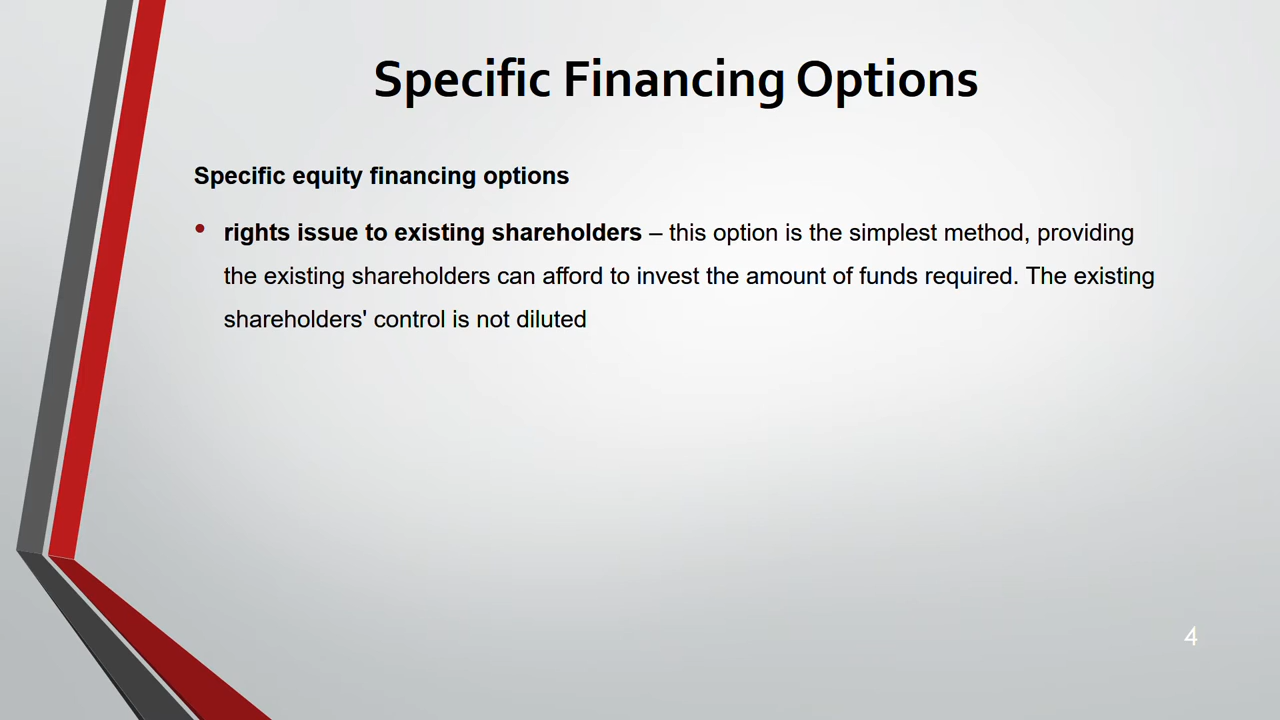 Specific Financing Options
Specific equity financing options
• rights issue to existing shareholders – this option is the simplest method, providing
the existing shareholders can afford to invest the amount of funds required. The existing
shareholders' control is not diluted
4